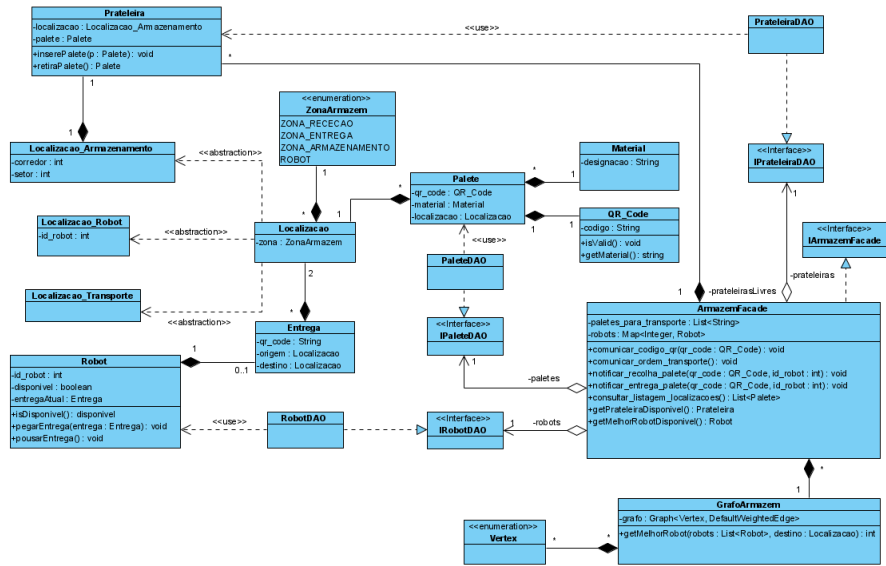 Prateleira
-localizacao : Localizacao_Armazenamento
-palete : Palete
+inserePalete(p : Palete) : void
+retiraPalete() : Palete
PrateleiraDAO
<<use>>
*
1
1
<<enumeration>>
ZonaArmazem
ZONA_RECECAO
ZONA_ENTREGA
ZONA_ARMAZENAMENTO
ROBOT
1
*
Localizacao_Armazenamento
-corredor : int
-setor : int
<<abstraction>>
Palete
-qr_code : QR_Code
-material : Material
-localizacao : Localizacao
*
1
Material
-designacao : String
<<Interface>>
IPrateleiraDAO
1
*
1
1
1
QR_Code
-codigo : String
+isValid() : void
+getMaterial() : string
<<Interface>>
IArmazemFacade
Localizacao_Robot
-id_robot : int
<<abstraction>>
Localizacao
-zona : ZonaArmazem
<<use>>
PaleteDAO
2
*
-prateleiras
-prateleirasLivres
1
Localizacao_Transporte
<<abstraction>>
Entrega
-qr_code : String
-origem : Localizacao
-destino : Localizacao
<<Interface>>
IPaleteDAO
1
-paletes
ArmazemFacade
-paletes_para_transporte : List<String>
-robots : Map<Integer, Robot>
+comunicar_codigo_qr(qr_code : QR_Code) : void
+comunicar_ordem_transporte() : void
+notificar_recolha_palete(qr_code : QR_Code, id_robot : int) : void
+notificar_entrega_palete(qr_code : QR_Code, id_robot : int) : void
+consultar_listagem_localizacoes() : List<Palete>
+getPrateleiraDisponivel() : Prateleira
+getMelhorRobotDisponivel() : Robot
Robot
-id_robot : int
-disponivel : boolean
-entregaAtual : Entrega
+isDisponivel() : disponivel
+pegarEntrega(entrega : Entrega) : void
+pousarEntrega() : void
1
0..1
<<use>>
RobotDAO
<<Interface>>
IRobotDAO
1
-robots
*
1
GrafoArmazem
-grafo : Graph<Vertex, DefaultWeightedEdge>
+getMelhorRobot(robots : List<Robot>, destino : Localizacao) : int
<<enumeration>>
Vertex
*
*